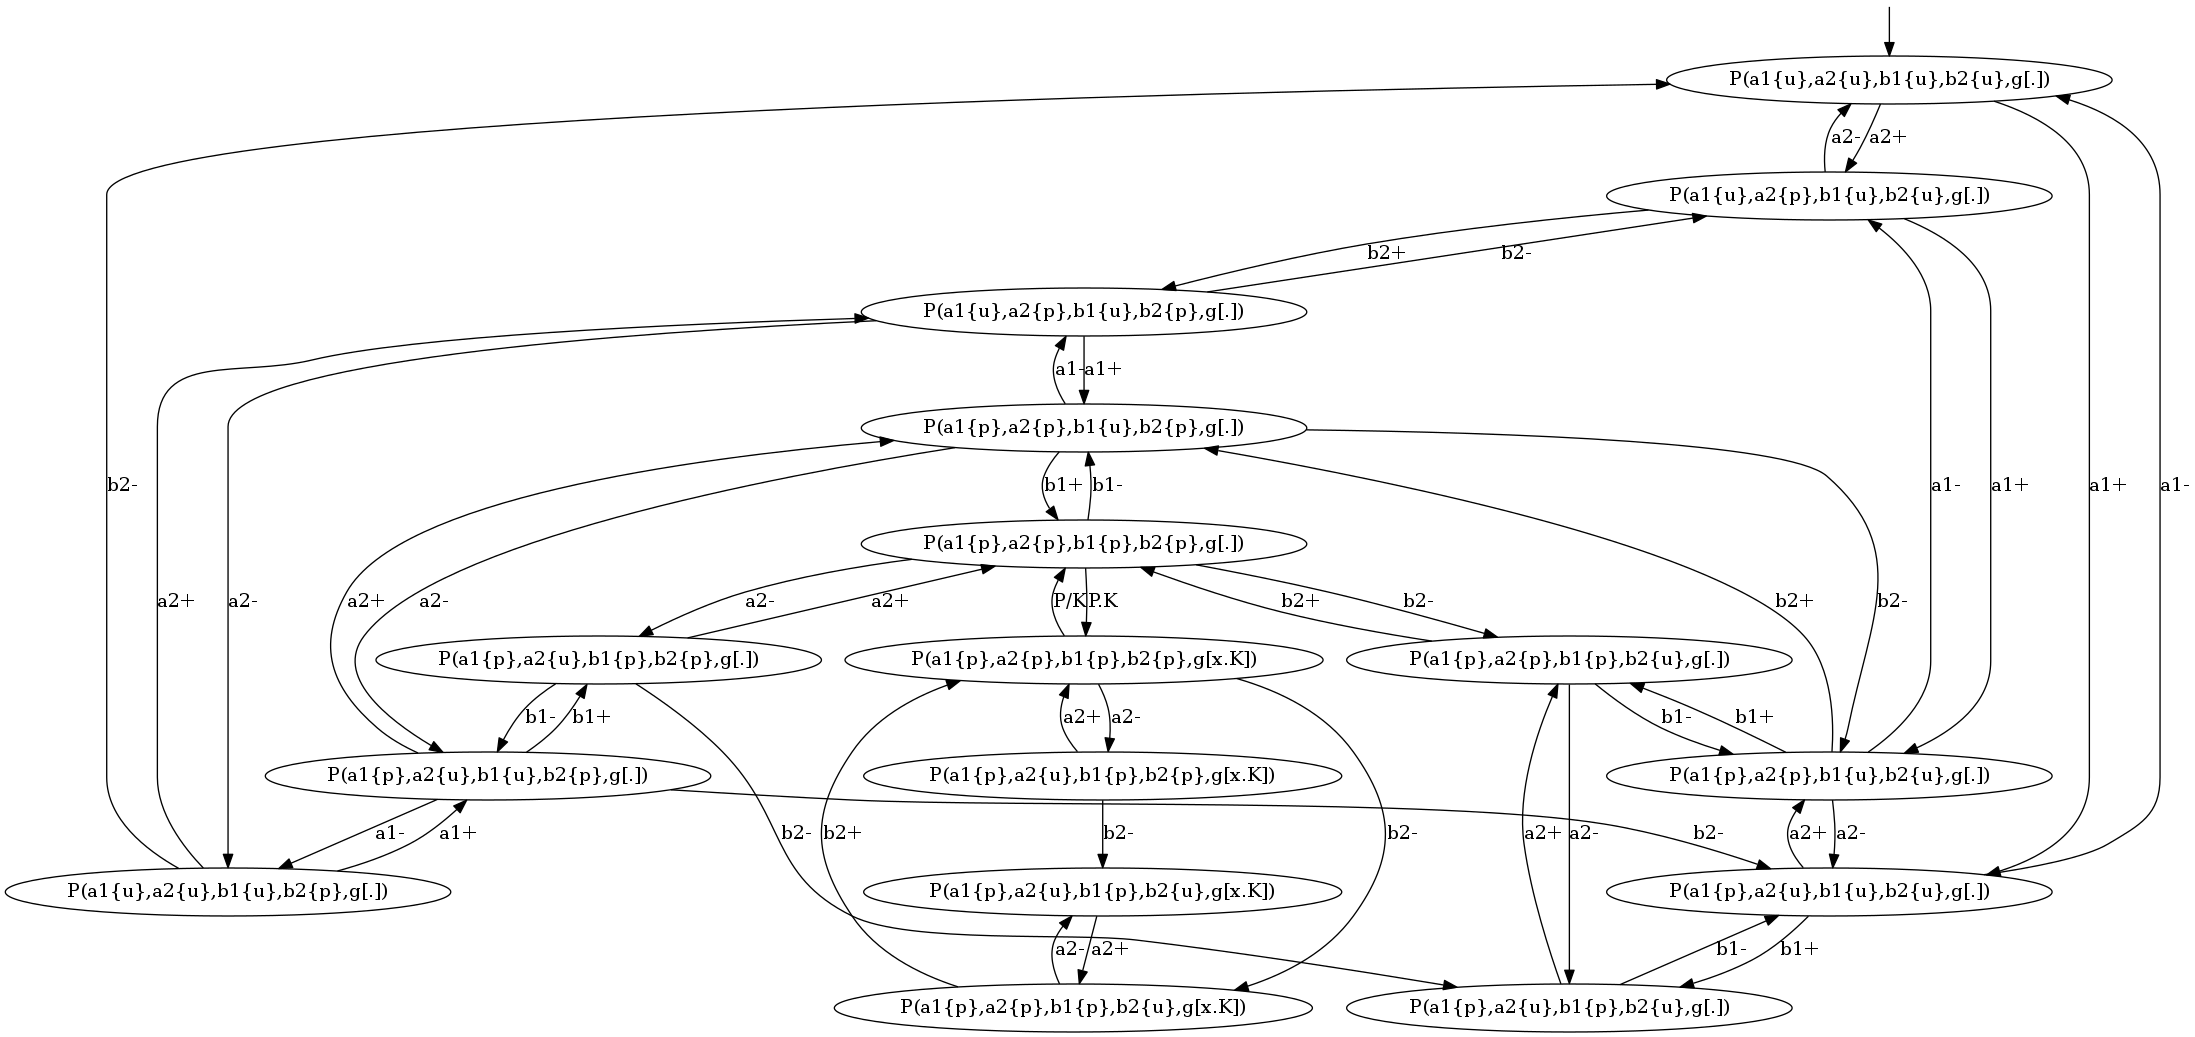 P(a1{u},a2{u},b1{u},b2{u},g[.])
a2- a2+
P(a1{u},a2{p},b1{u},b2{u},g[.])
b2+ b2-
P(a1{u},a2{p},b1{u},b2{p},g[.])
a1- a1+
P(a1{p},a2{p},b1{u},b2{p},g[.])
b2- b1+ b1- a1- a1+ a1+ a1-
P(a1{p},a2{p},b1{p},b2{p},g[.])
a2+ a2- a2+ a2- a2- a2+ P/K P.K b2+ b2- b2+ b2-
P(a1{p},a2{u},b1{p},b2{p},g[.]) P(a1{p},a2{p},b1{p},b2{p},g[x.K]) P(a1{p},a2{p},b1{p},b2{u},g[.])
b1- b1+ a2+ a2- b1- b1+
P(a1{p},a2{u},b1{u},b2{p},g[.]) P(a1{p},a2{u},b1{p},b2{p},g[x.K]) P(a1{p},a2{p},b1{u},b2{u},g[.])
a1- a1+ b2- b2+ b2- b2- a2+ a2- b2- a2+ a2-
P(a1{u},a2{u},b1{u},b2{p},g[.]) P(a1{p},a2{u},b1{p},b2{u},g[x.K]) P(a1{p},a2{u},b1{u},b2{u},g[.])
a2- a2+ b1- b1+
P(a1{p},a2{p},b1{p},b2{u},g[x.K]) P(a1{p},a2{u},b1{p},b2{u},g[.])